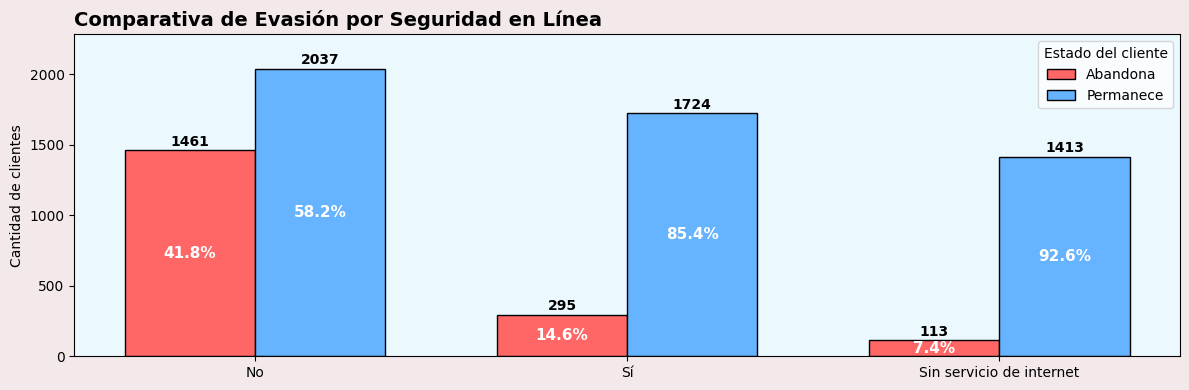 Comparativa de Evasión por Seguridad en Línea
Cantidad de clientes
2000
1500
1000
500
0
Estado del cliente
Abandona
Permanece
1461
41.8%
2037
58.2%
295
14.6%
1724
85.4%
113
7.4%
1413
92.6%
No
Sí
Sin servicio de internet